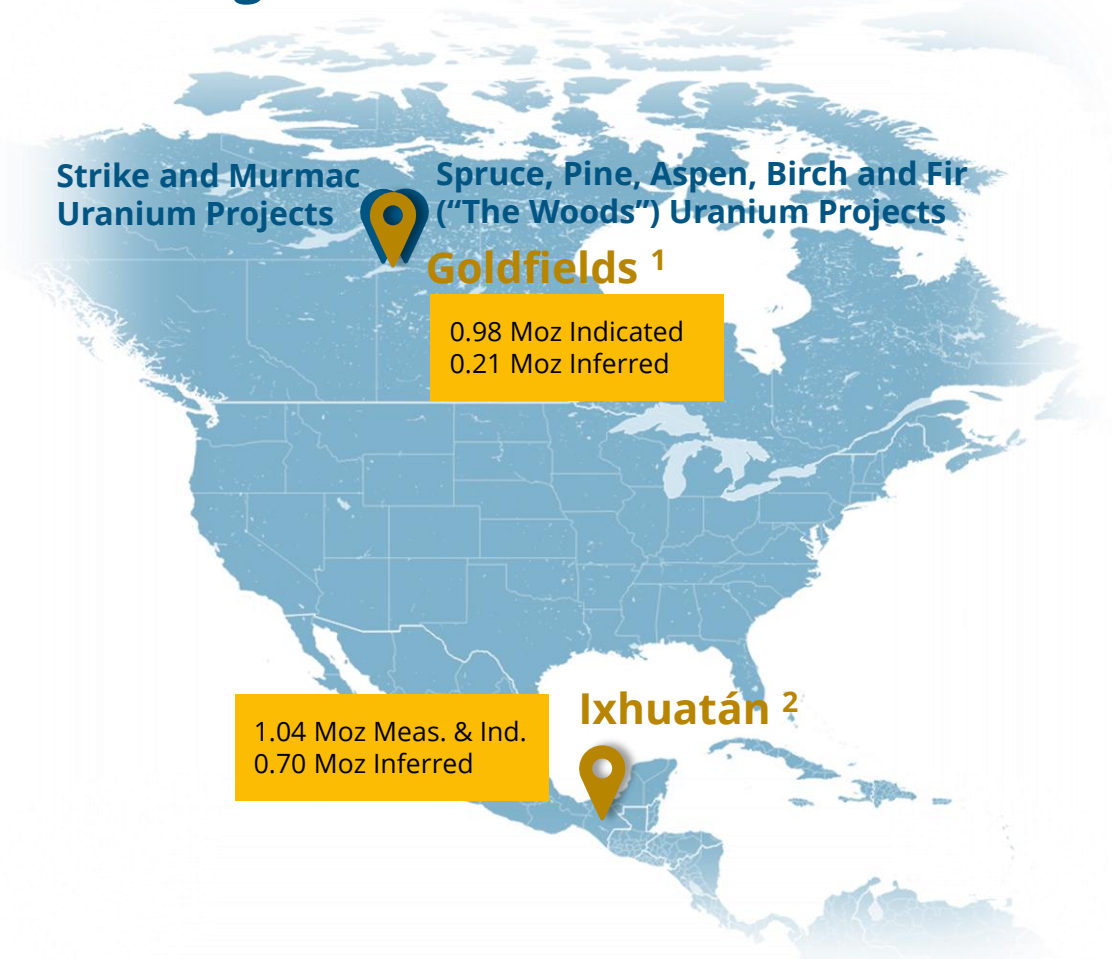 Strike and Murmac
Uranium Projects
Spruce, Pine, Aspen, Birch and Fir
(“The Woods”) Uranium Projects
Goldfields 1
0.98 Moz Indicated
0.21 Moz Inferred
Ixhuatán 2
1.04 Moz Meas. & Ind.
0.70 Moz Inferred